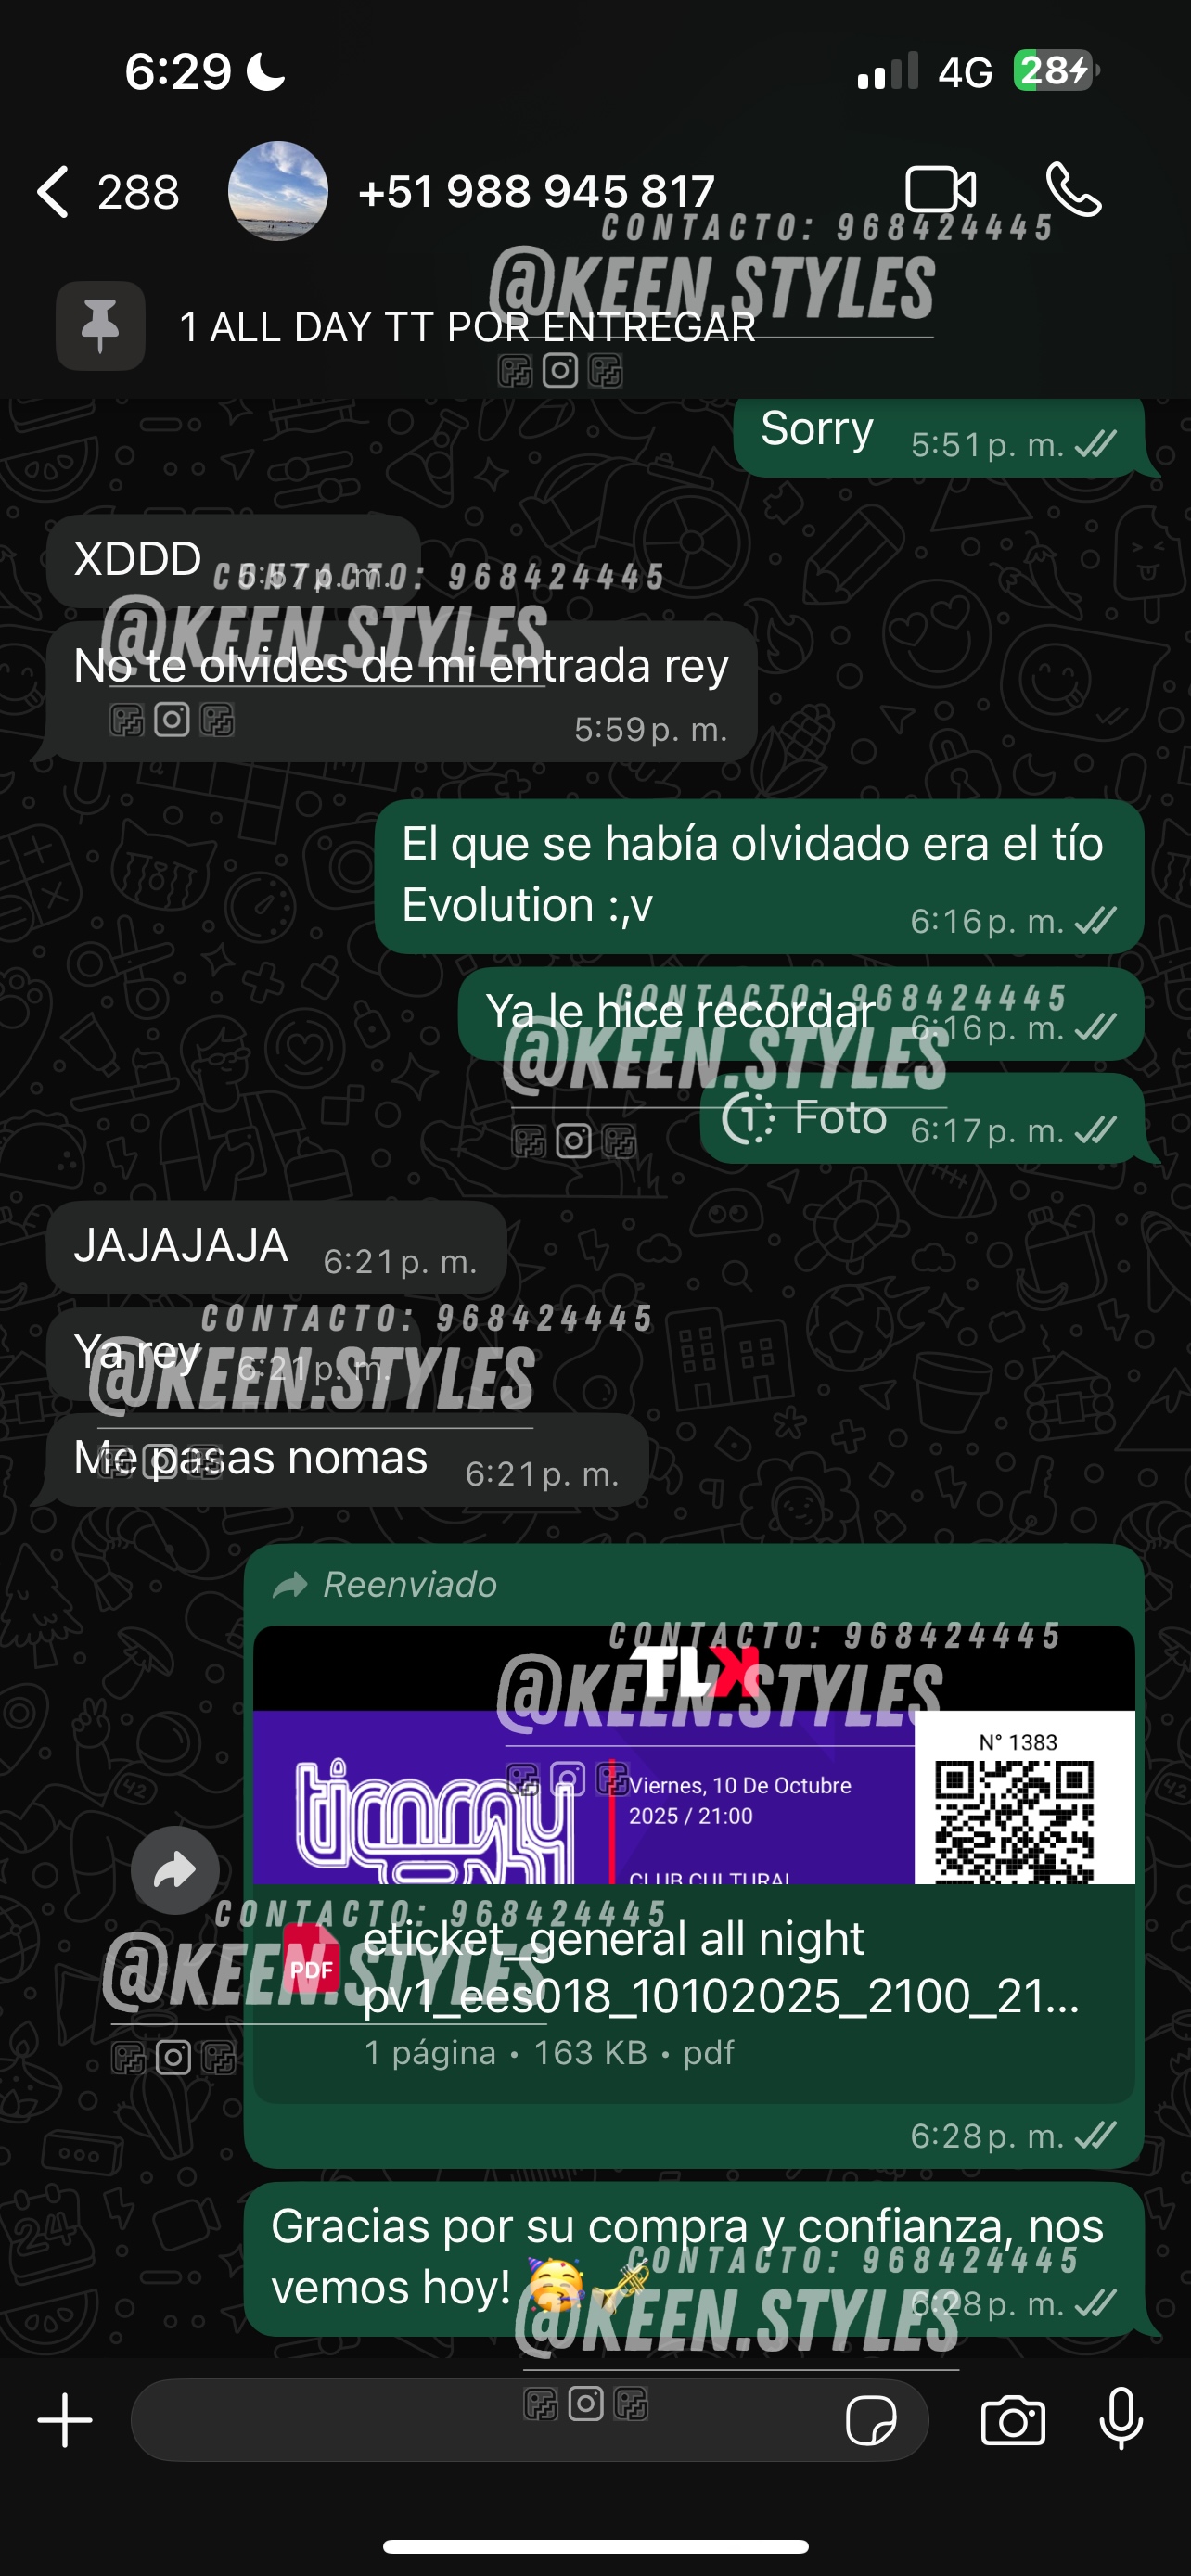 6:29
4G
28
288
+51 988 945 817
CONTACTO: 968424445
@KEEN.STYLES
1 ALL DAY TT POR ENTREGAR
Sorry
5:51 p. m.
XDDD
5:57 p. m.
CONTACTO: 968424445
@KEEN.STYLES
No te olvides de mi entrada rey
5:59 p. m.
El que se había olvidado era el tío
Evolution :,v
6:16 p. m.
CONTACTO: 968424445
Ya le hice recordar
6:16 p. m.
@KEEN.STYLES
1 Foto
6:17 p. m.
JAJAJAJA
6:21 p. m.
CONTACTO: 968424445
Ya rey
6:21 p. m.
@KEEN.STYLES
Me pasas nomas
6:21 p. m.
Reenviado
CONTACTO: 968424445
TLK
@KEEN.STYLES
N° 1383
Viernes, 10 De Octubre
2025 / 21:00
CLUB CULTURAL
CONTACTO: 968424445
@KEEN.STYLES
PDF
eticket_general all night
pv1_ees018_10102025_2100_21...
1 página • 163 KB • pdf
6:28 p. m.
Gracias por su compra y confianza, nos
vemos hoy!
6:28 p. m.
CONTACTO: 968424445
@KEEN.STYLES